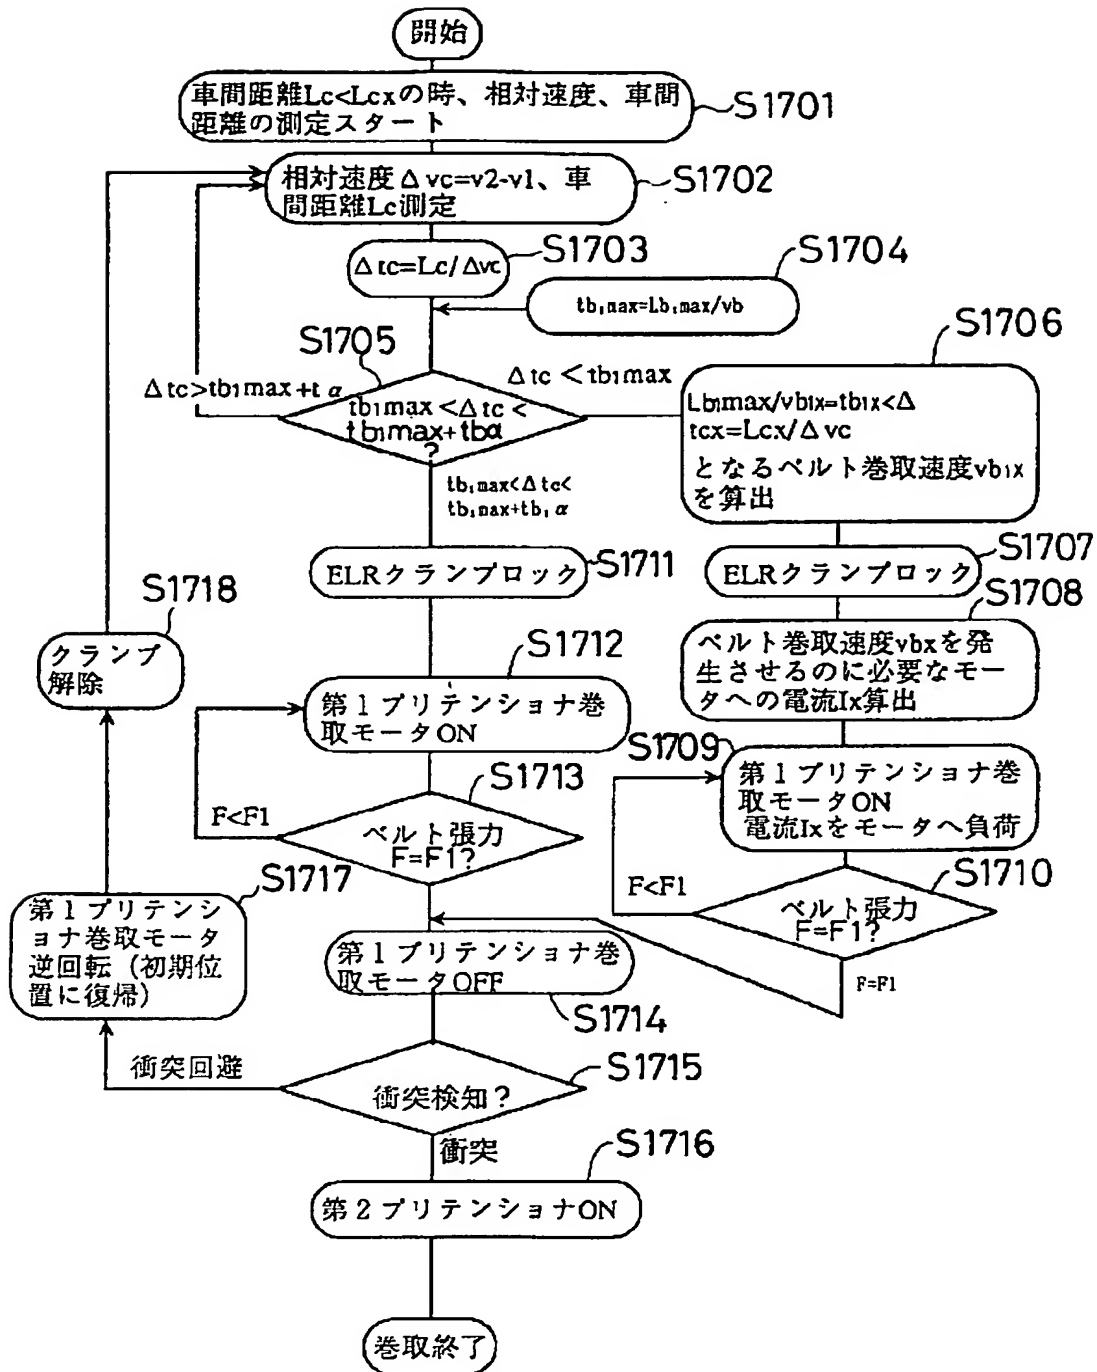 開始
車間距離Lc<Lcxの時、相対速度、車間
距離の測定スタート
S1701
相対速度Δvc=v2-v1、車
間距離Lc測定
S1702
Δtc=Lc/Δvc
S1703
S1704
tb₁max=Lb₁max/vb
S1705
Δtc>tb1max+tα
tb1max<Δtc<
tb1max+tbα
?
Δtc<tb1max
S1706
Lb1max/vb1x=tb1x<Δ
tcx=Lcx/Δvc
となるベルト巻取速度vb1x
を算出
tb₁max<Δtc<
tb₁max+tb₁α
ELRクランプロック
S1711
ELRクランプロック
S1707
S1708
ベルト巻取速度vbxを発
生させるのに必要なモー
タへの電流Ix算出
S1718
クランプ
解除
S1712
第1プリテンショナ巻
取モータON
S1709
第1プリテンショナ巻
取モータON
電流Ixをモータへ負荷
S1713
F<F1
ベルト張力
F=F1?
S1710
F<F1
ベルト張力
F=F1?
F=F1
S1717
第1プリテンシ
ョナ巻取モータ
逆回転(初期位
置に復帰)
第1プリテンショナ巻
取モータOFF
S1714
衝突回避
S1715
衝突検知?
衝突
S1716
第2プリテンショナON
巻取終了